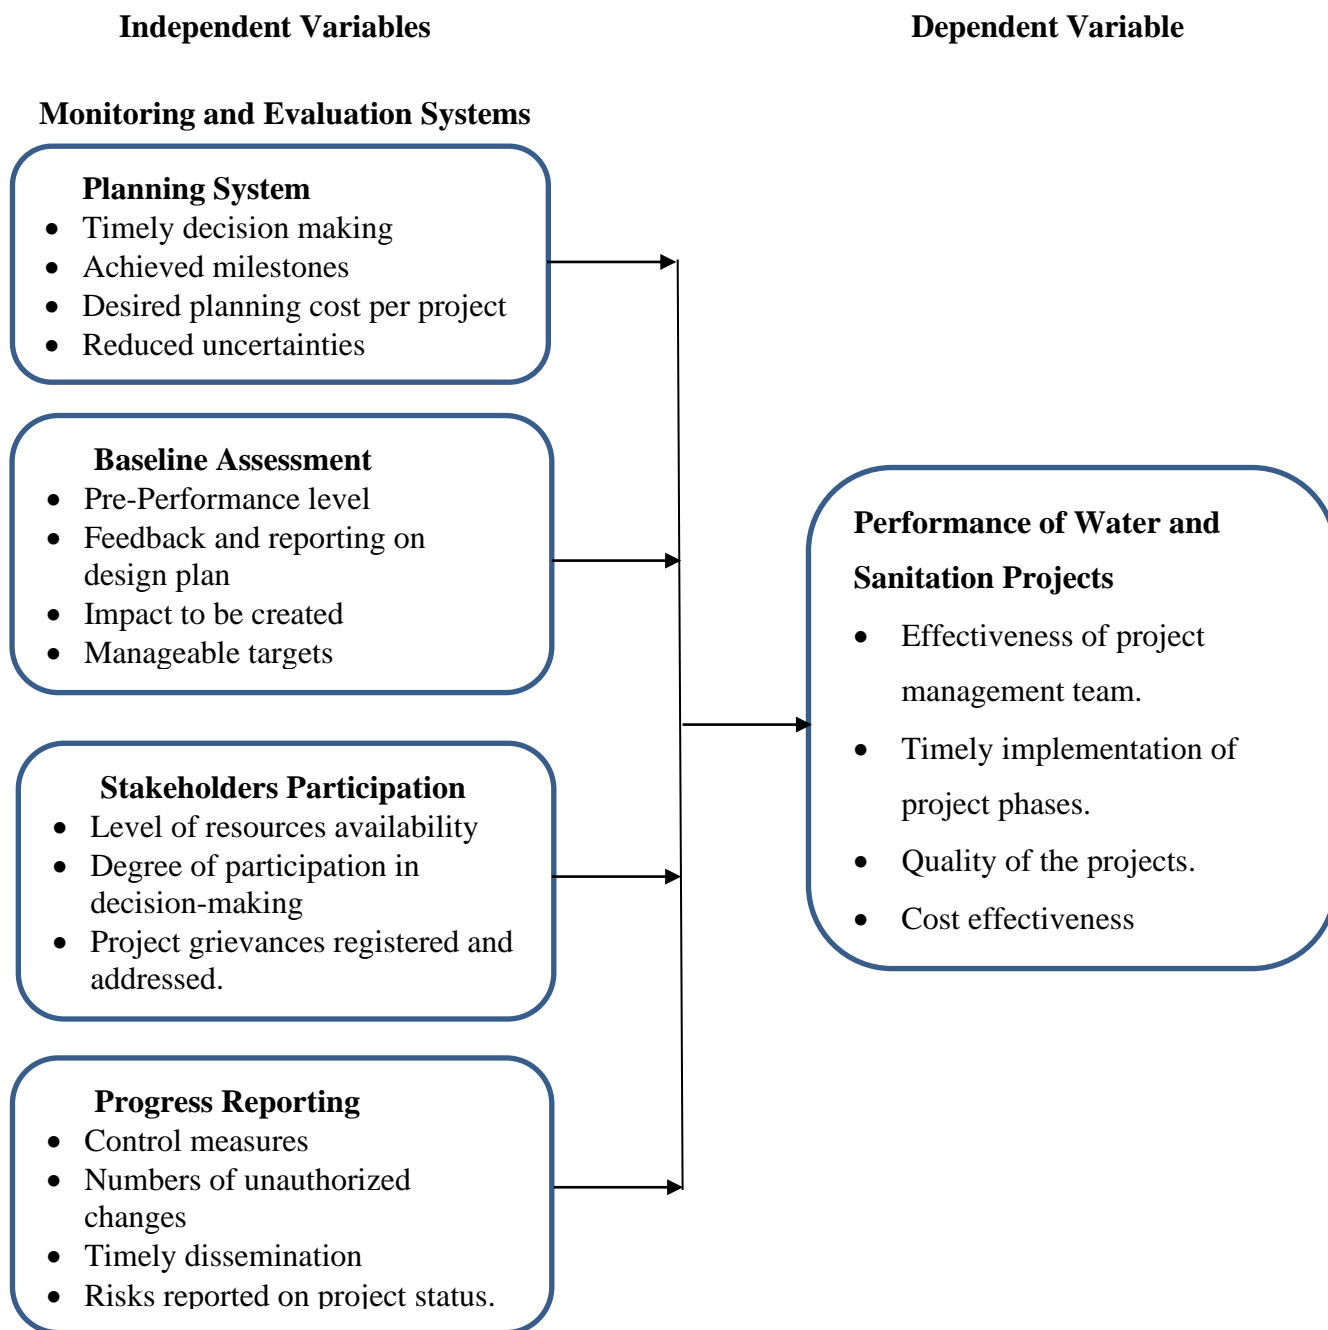 Independent Variables
Dependent Variable
Monitoring and Evaluation Systems
Planning System
• Timely decision making
• Achieved milestones
• Desired planning cost per project
• Reduced uncertainties
Baseline Assessment
• Pre-Performance level
• Feedback and reporting on
design plan
• Impact to be created
• Manageable targets
Stakeholders Participation
• Level of resources availability
• Degree of participation in
decision-making
• Project grievances registered and
addressed.
Progress Reporting
• Control measures
• Numbers of unauthorized
changes
• Timely dissemination
• Risks reported on project status.
Performance of Water and
Sanitation Projects
• Effectiveness of project
management team.
• Timely implementation of
project phases.
• Quality of the projects.
• Cost effectiveness